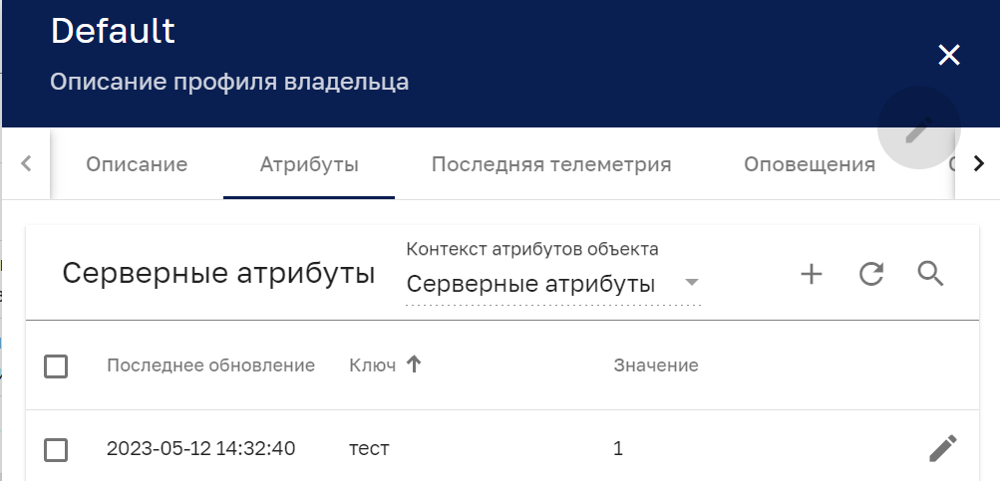 Default
Описание профиля владельца
Описание Атрибуты Последняя телеметрия Оповещения
Контекст атрибутов объекта
Серверные атрибуты Серверные атрибуты
Последнее обновление Ключ Значение
2023-05-12 14:32:40 тест 1